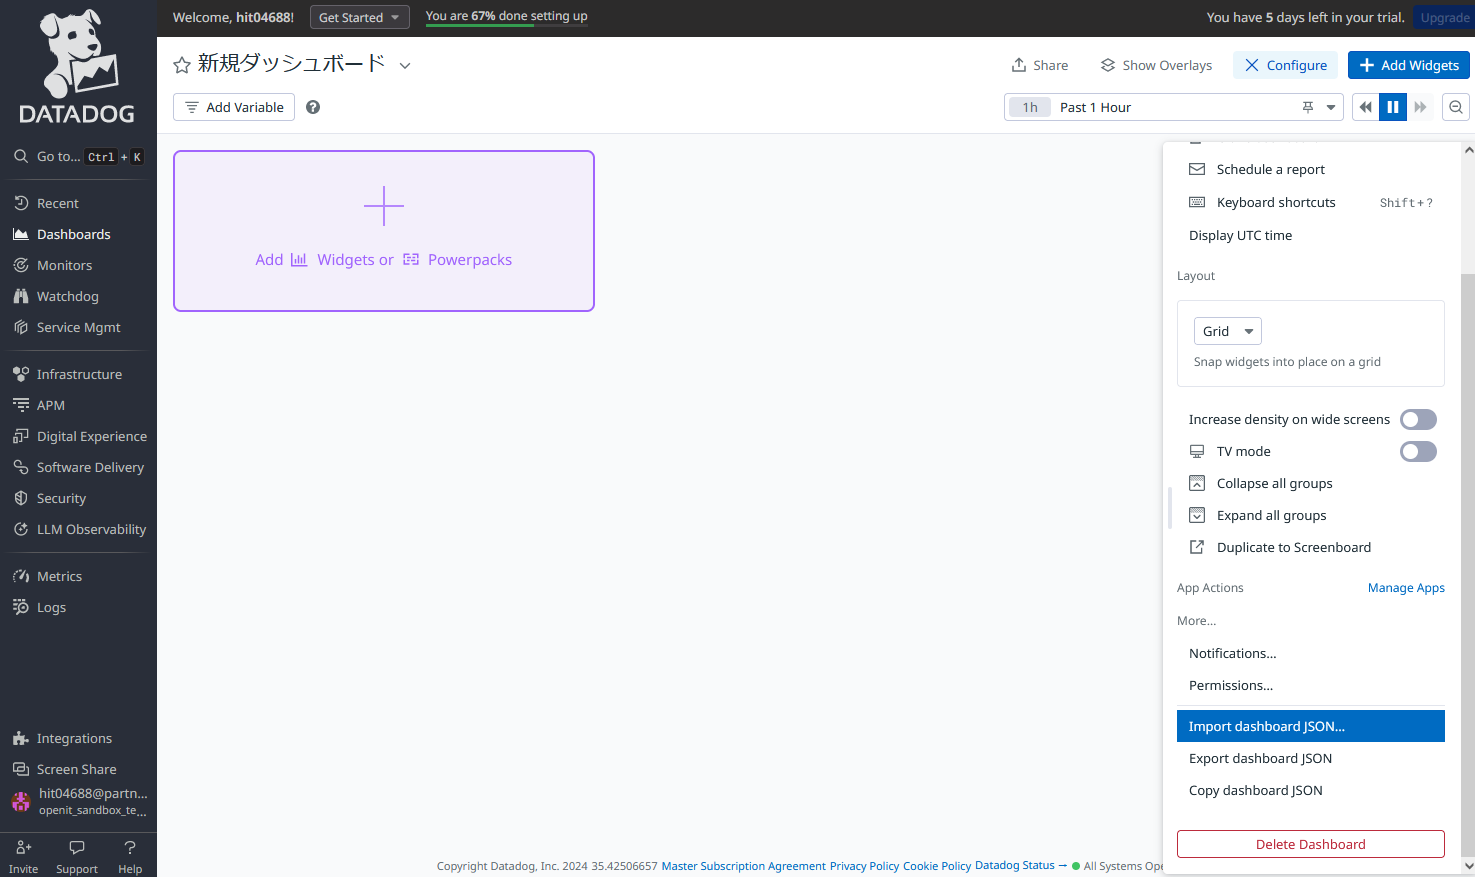 Welcome, hit04688!
Get Started
You are 67% done setting up
You have 5 days left in your trial.
Upgrade
DATADOG
Go to... Ctrl + K
Recent
Dashboards
Monitors
Watchdog
Service Mgmt
Infrastructure
APM
Digital Experience
Software Delivery
Security
LLM Observability
Metrics
Logs
Integrations
Screen Share
hit04688@partn...
openit_sandbox_te...
Invite
Support
Help
新規ダッシュボード
Share
Show Overlays
Configure
Add Widgets
Add Variable
1h Past 1 Hour
Add Widgets or Powerpacks
Schedule a report
Keyboard shortcuts Shift + ?
Display UTC time
Layout
Grid
Snap widgets into place on a grid
Increase density on wide screens
TV mode
Collapse all groups
Expand all groups
Duplicate to Screenboard
App Actions Manage Apps
More...
Notifications...
Permissions...
Import dashboard JSON...
Export dashboard JSON
Copy dashboard JSON
Delete Dashboard
Copyright Datadog, Inc. 2024 35.42506657 Master Subscription Agreement Privacy Policy Cookie Policy Datadog Status → All Systems Ope